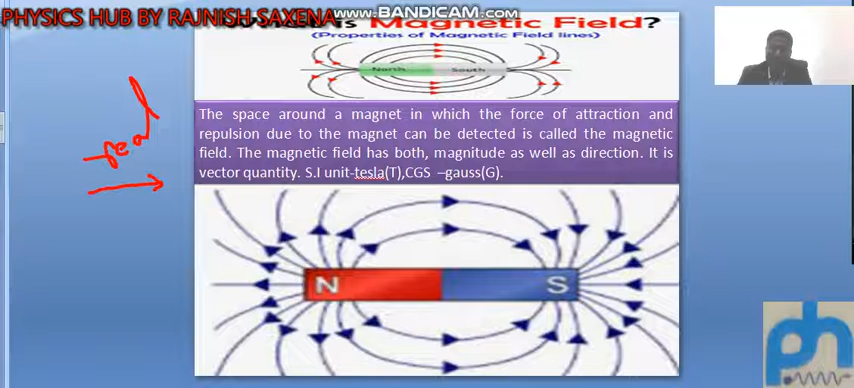 PHYSICS HUB BY RAJNISH SAXENA
www.BANDICAM.com
is Magnetic Field?
(Properties of Magnetic Field lines)
North South
The space around a magnet in which the force of attraction and
repulsion due to the magnet can be detected is called the magnetic
field. The magnetic field has both, magnitude as well as direction. It is
vector quantity. S.I unit-tesla(T),CGS –gauss(G).
real
N S
ph